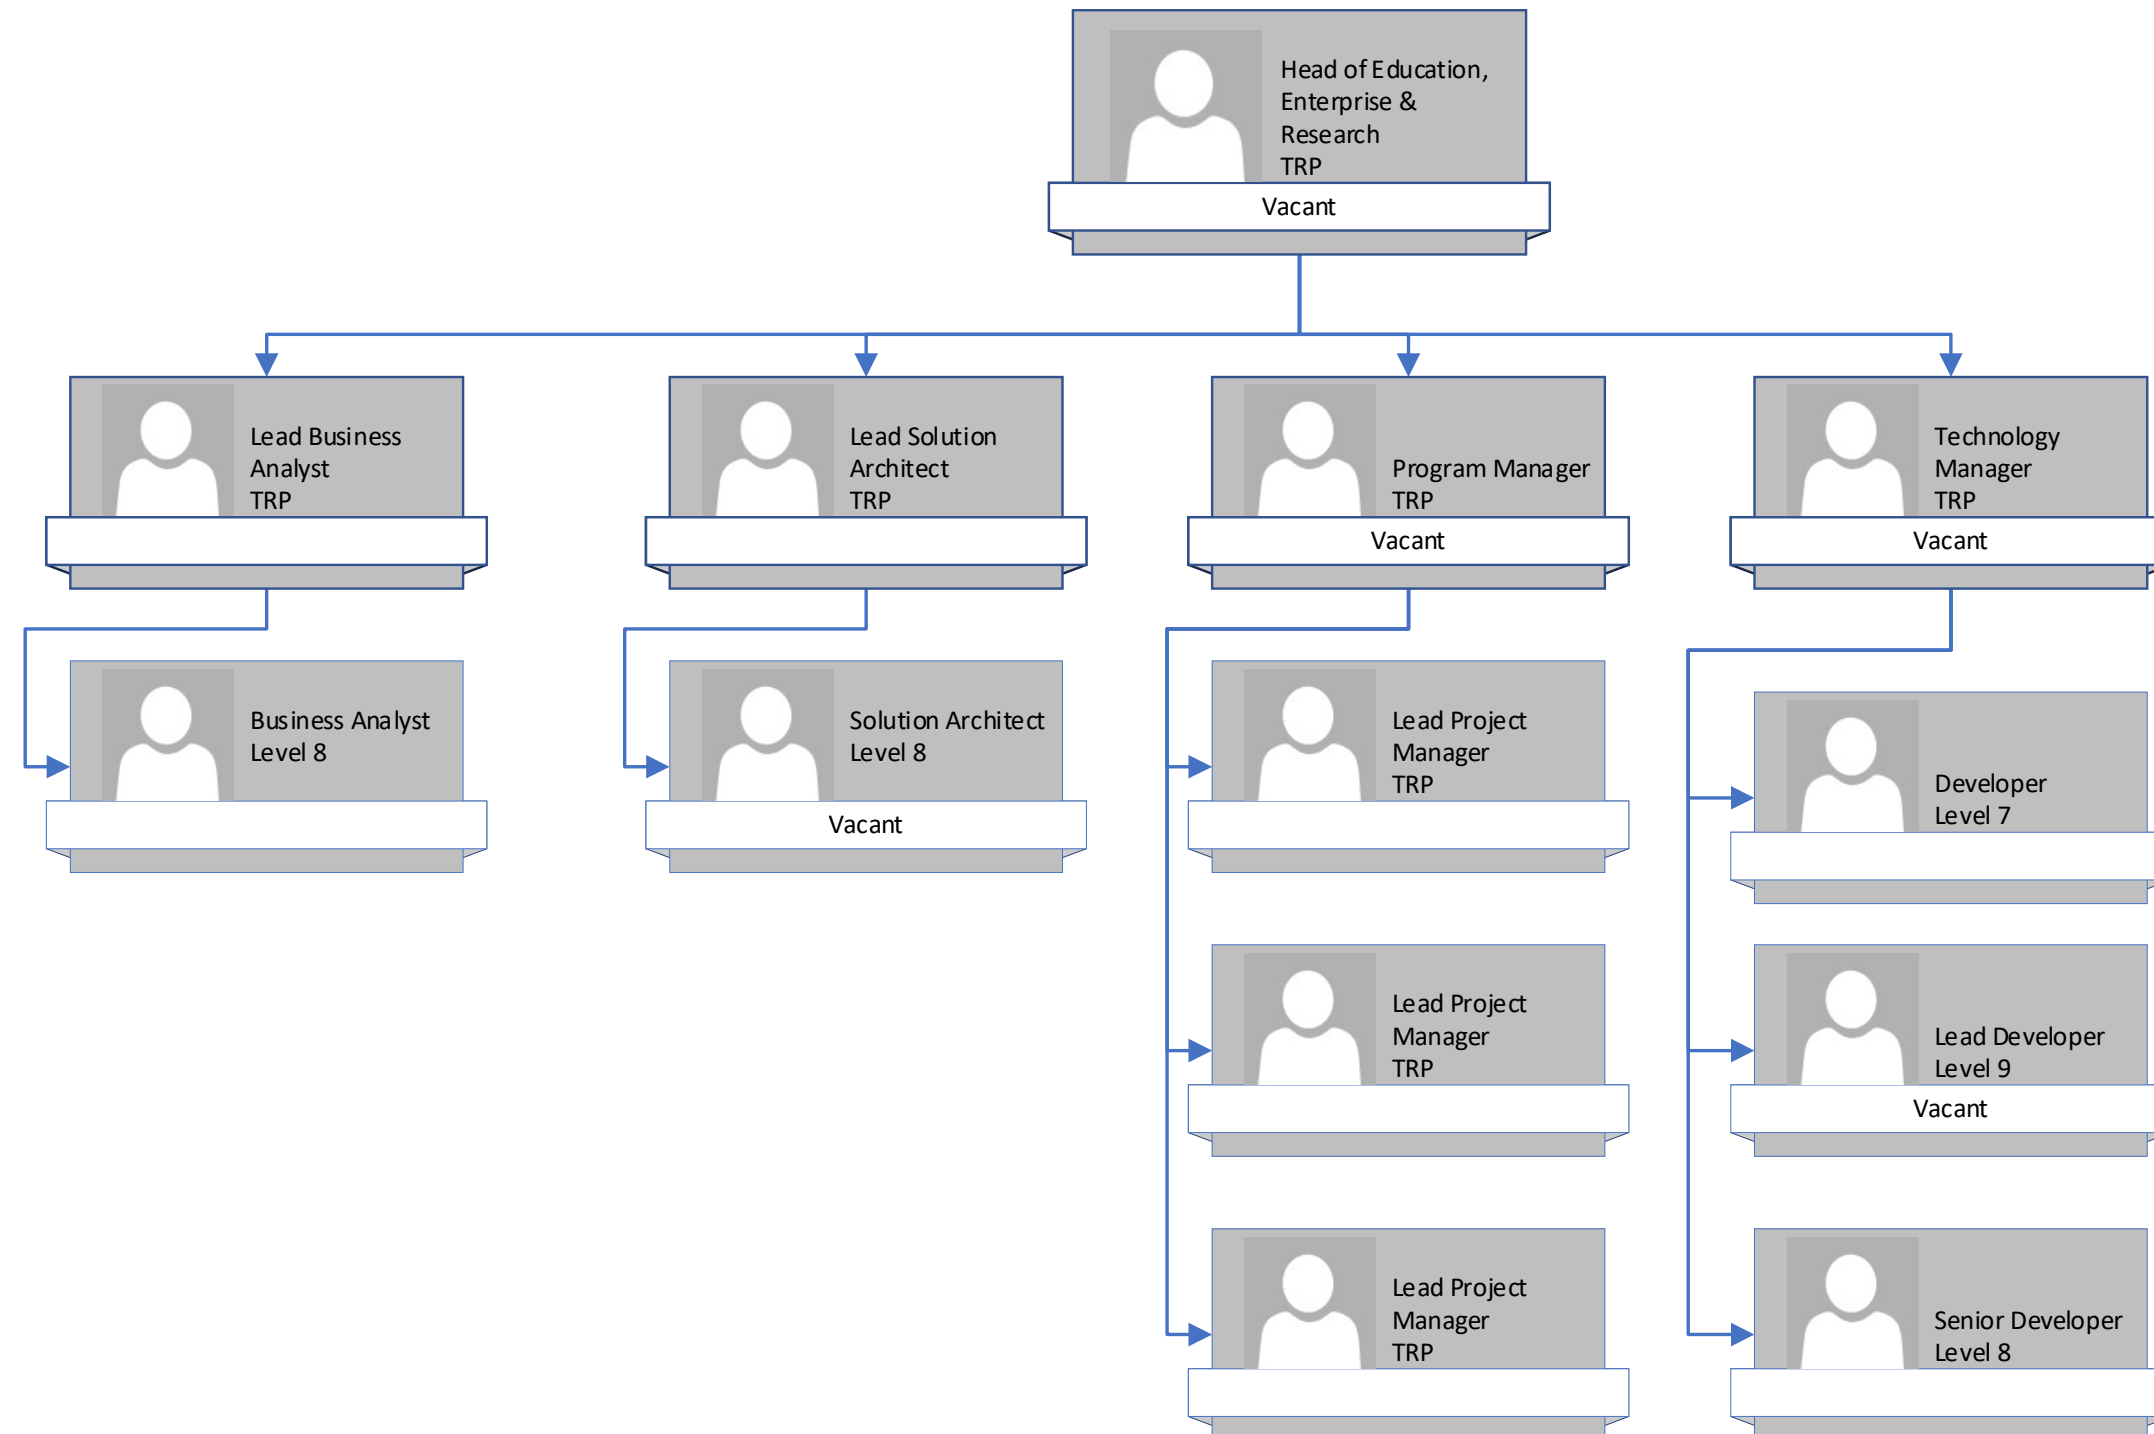 Head of Education,
Enterprise &
Research
TRP
Vacant
Lead Business
Analyst
TRP
Lead Solution
Architect
TRP
Program Manager
TRP
Vacant
Technology
Manager
TRP
Vacant
Business Analyst
Level 8
Solution Architect
Level 8
Vacant
Lead Project
Manager
TRP
Developer
Level 7
Lead Project
Manager
TRP
Lead Developer
Level 9
Vacant
Lead Project
Manager
TRP
Senior Developer
Level 8